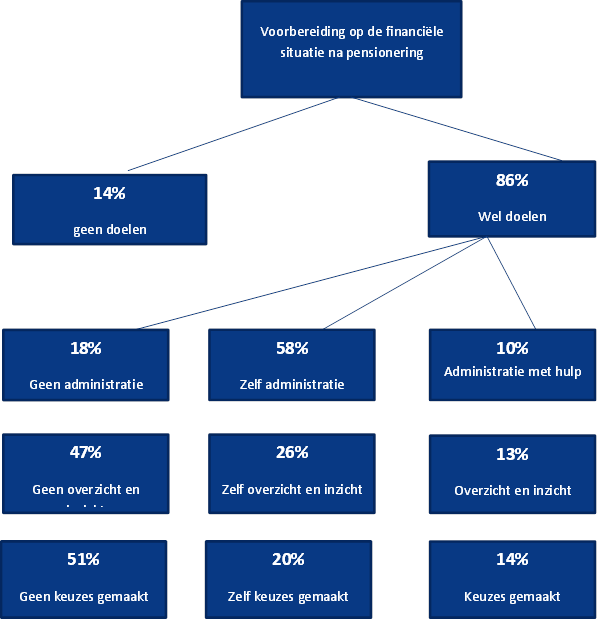 Voorbereiding op de financiële
situatie na pensionering
14%
geen doelen
86%
Wel doelen
18%
Geen administratie
58%
Zelf administratie
10%
Administratie met hulp
47%
Geen overzicht en
26%
Zelf overzicht en inzicht
13%
Overzicht en inzicht
51%
Geen keuzes gemaakt
20%
Zelf keuzes gemaakt
14%
Keuzes gemaakt